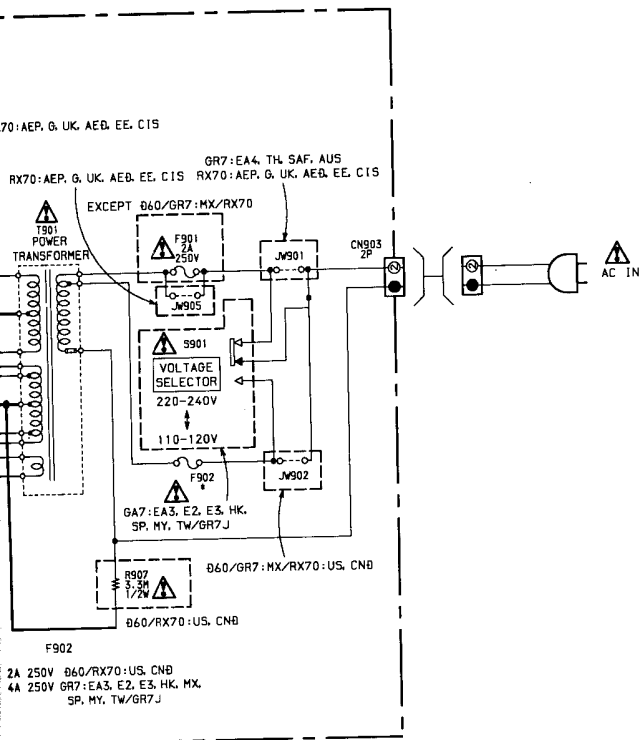 70:AEP, G, UK, AED, EE, CIS
GR7:EA4, TH, SAF, AUS
RX70:AEP, G, UK, AED, EE, CIS
RX70:AEP, G, UK, AED, EE, CIS
EXCEPT D60/GR7:MX/RX70
T901
POWER
TRANSFORMER
F901
2A
250V
JW901
CN903
2P
AC IN
JW905
S901
VOLTAGE
SELECTOR
220-240V
110-120V
F902
*
JW902
GA7:EA3, E2, E3, HK,
SP, MY, TW/GR7J
D60/GR7:MX/RX70:US, CND
R907
3.3M
1/2W
D60/RX70:US, CND
F902
2A 250V D60/RX70:US, CND
4A 250V GR7:EA3, E2, E3, HK, MX,
SP, MY, TW/GR7J